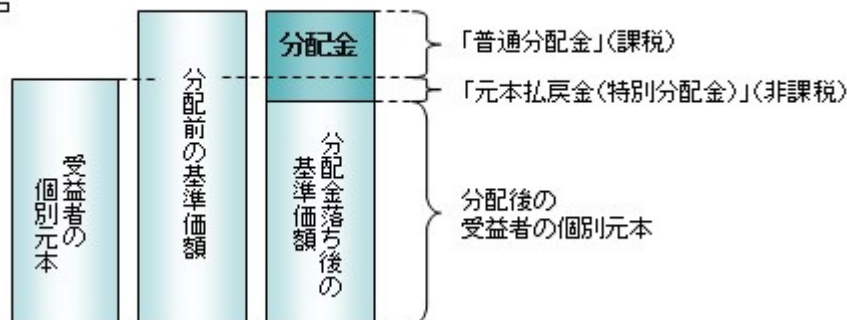 受益者の
個別元本
分配前の基準価額
分配金
分配金落ち後の
基準価額
「普通分配金」(課税)
「元本払戻金(特別分配金)」(非課税)
分配後の
受益者の個別元本